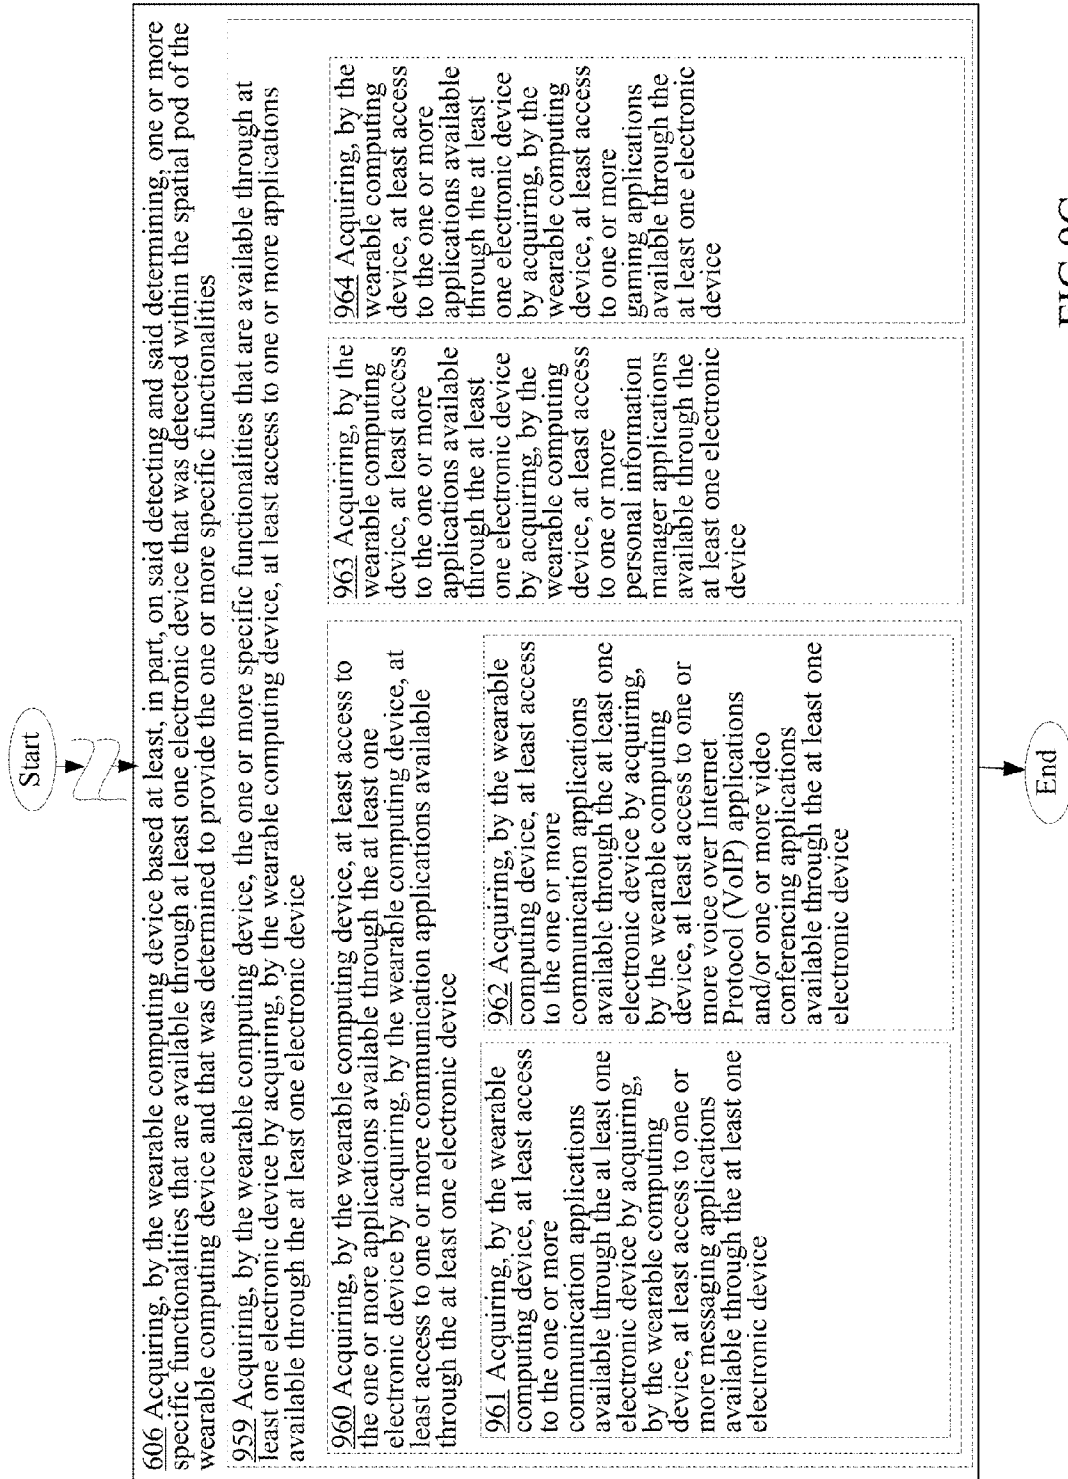 Start
606 Acquiring, by the wearable computing device based at least, in part, on said detecting and said determining, one or more
specific functionalities that are available through at least one electronic device that was detected within the spatial pod of the
wearable computing device and that was determined to provide the one or more specific functionalities
959 Acquiring, by the wearable computing device, the one or more specific functionalities that are available through at
least one electronic device by acquiring, by the wearable computing device, at least access to one or more applications
available through the at least one electronic device
960 Acquiring, by the wearable computing device, at least access to
the one or more applications available through the at least one
electronic device by acquiring, by the wearable computing device, at
least access to one or more communication applications available
through the at least one electronic device
961 Acquiring, by the wearable
computing device, at least access
to the one or more
communication applications
available through the at least one
electronic device by acquiring,
by the wearable computing
device, at least access to one or
more messaging applications
available through the at least one
electronic device
962 Acquiring, by the wearable
computing device, at least access
to the one or more
communication applications
available through the at least one
electronic device by acquiring,
by the wearable computing
device, at least access to one or
more voice over Internet
Protocol (VoIP) applications
and/or one or more video
conferencing applications
available through the at least one
electronic device
963 Acquiring, by the
wearable computing
device, at least access
to the one or more
applications available
through the at least
one electronic device
by acquiring, by the
wearable computing
device, at least access
to one or more
personal information
manager applications
available through the
at least one electronic
device
964 Acquiring, by the
wearable computing
device, at least access
to the one or more
applications available
through the at least
one electronic device
by acquiring, by the
wearable computing
device, at least access
to one or more
gaming applications
available through the
at least one electronic
device
End